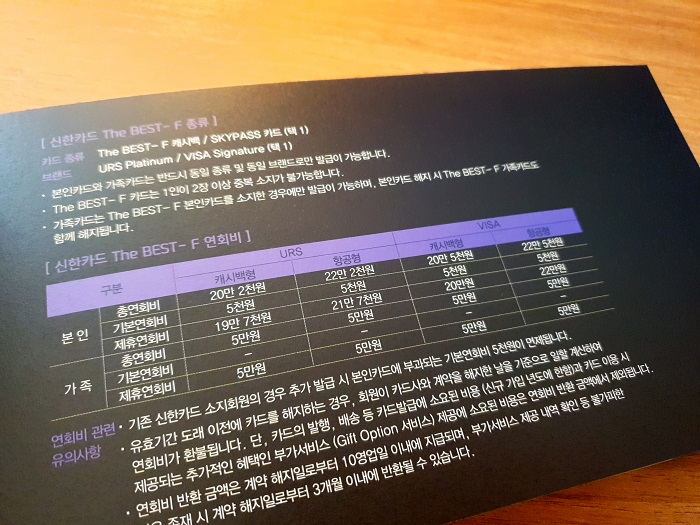 [ 신한카드 The BEST- F 종류 ]
카드 종류 The BEST- F 캐시백 / SKYPASS 카드 (택 1)
브랜드 URS Platinum / VISA Signature (택 1)
· 본인카드와 가족카드는 반드시 동일 종류 및 동일 브랜드로만 발급이 가능합니다.
· The BEST- F 카드는 1인이 2장 이상 중복 소지가 불가능합니다.
· 가족카드는 The BEST- F 본인카드를 소지한 경우에만 발급이 가능하며, 본인카드 해지 시 The BEST- F 가족카드도
함께 해지됩니다.
[ 신한카드 The BEST- F 연회비 ]
구분 URS VISA
캐시백형 항공형 캐시백형 항공형
본 인 총연회비 20만 2천원 22만 2천원 20만 5천원 22만 5천원
기본연회비 5천원 5천원 5천원 5천원
제휴연회비 19만 7천원 21만 7천원 20만원 22만원
가 족 총연회비 5만원 5만원 5만원 5만원
기본연회비 – – – –
제휴연회비 5만원 5만원 5만원 5만원
연회비 관련 · 기존 신한카드 소지회원의 경우 추가 발급 시 본인카드에 부과되는 기본연회비 5천원이 면제됩니다.
유의사항 · 유효기간 도래 이전에 카드를 해지하는 경우, 회원이 카드사와 계약을 해지한 날을 기준으로 일할 계산하여
연회비가 환불됩니다. 단, 카드의 발행, 배송 등 카드발급에 소요된 비용 (신규 가입 년도에 한함)과 카드 이용 시
제공되는 추가적인 혜택인 부가서비스 (Gift Option 서비스) 제공에 소요된 비용은 연회비 반환 금액에서 제외됩니다.
· 연회비 반환 금액은 계약 해지일로부터 10영업일 이내에 지급되며, 부가서비스 제공 내역 확인 등 불가피한
존재 시 계약 해지일로부터 3개월 이내에 반환될 수 있습니다.